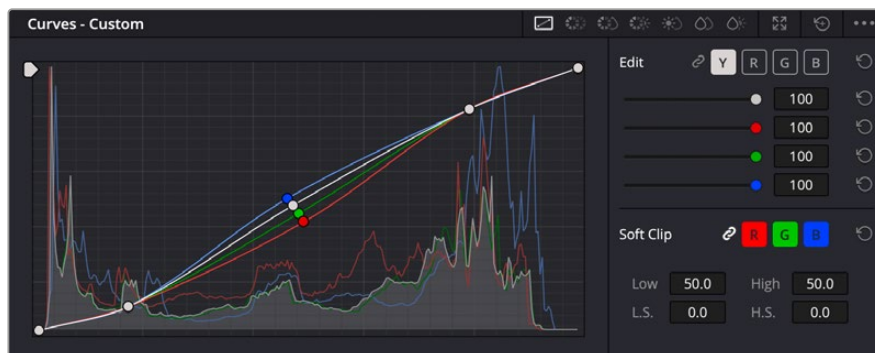 Curves - Custom
Edit Y R G B
100
100
100
100
Soft Clip R G B
Low 50.0 High 50.0
L.S. 0.0 H.S. 0.0